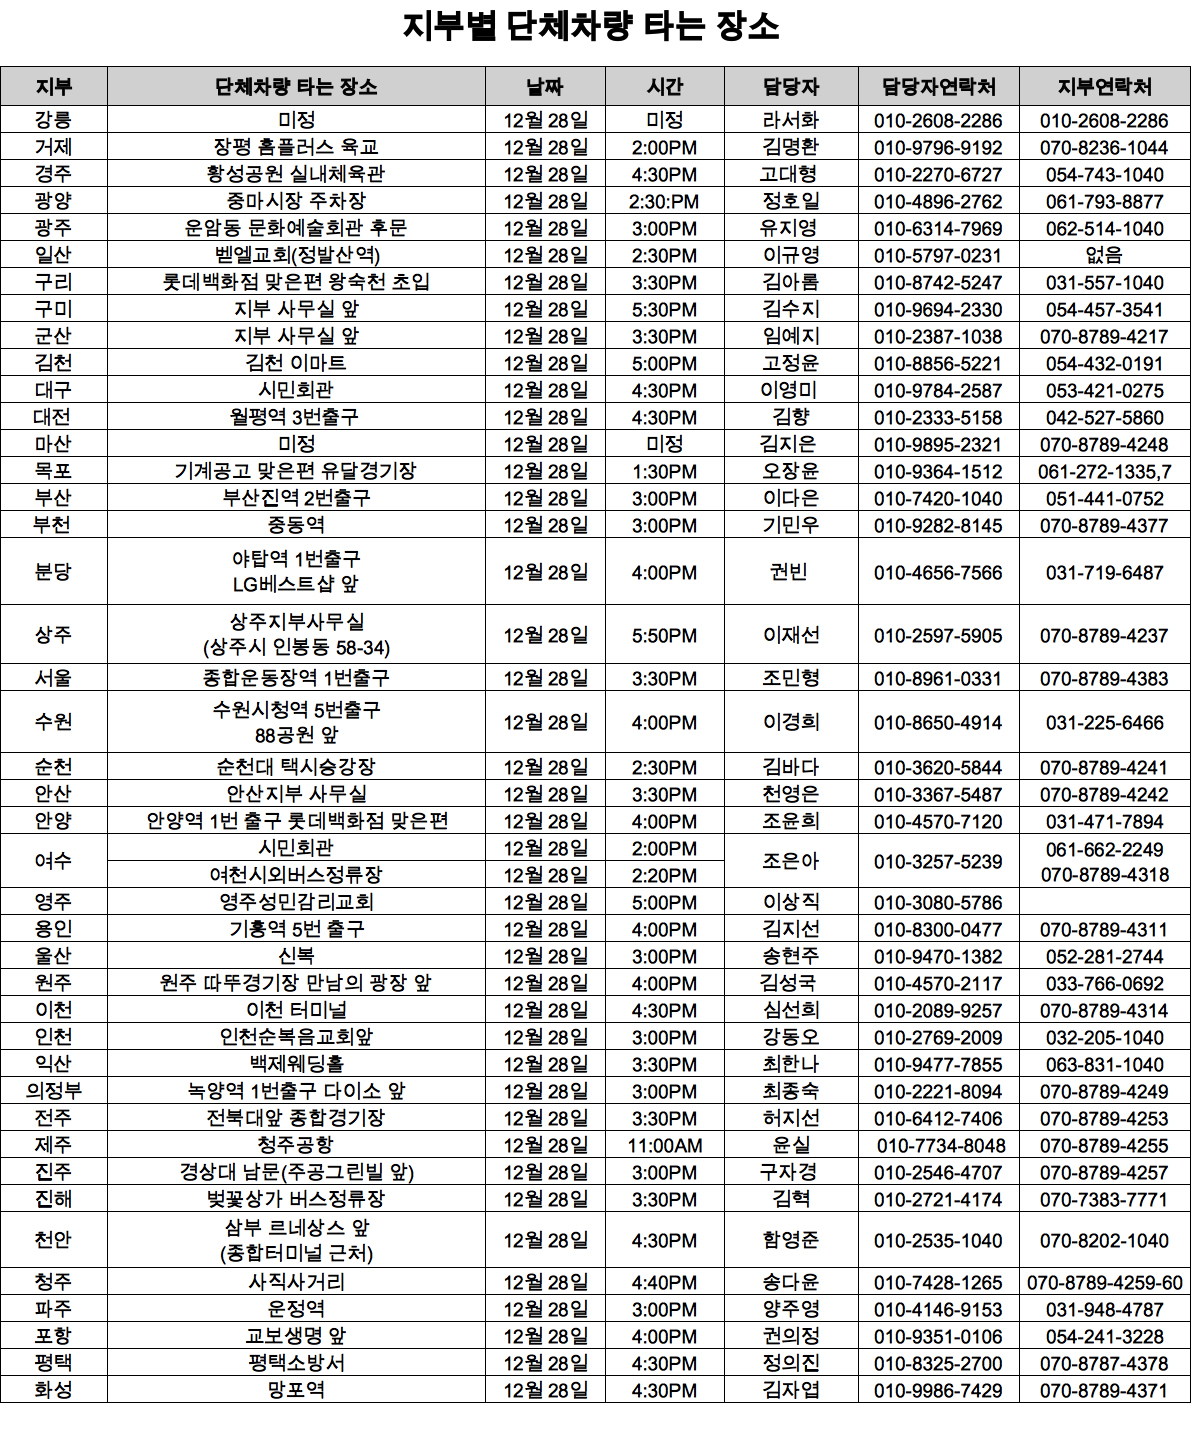 지부별 단체차량 타는 장소
지부 단체차량 타는 장소 날짜 시간 담당자 담당자연락처 지부연락처
강릉 미정 12월 28일 미정 라서화 010-2608-2286 010-2608-2286
거제 장평 홈플러스 육교 12월 28일 2:00PM 김명환 010-9796-9192 070-8236-1044
경주 황성공원 실내체육관 12월 28일 4:30PM 고대형 010-2270-6727 054-743-1040
광양 중마시장 주차장 12월 28일 2:30:PM 정호일 010-4896-2762 061-793-8877
광주 운암동 문화예술회관 후문 12월 28일 3:00PM 유지영 010-6314-7969 062-514-1040
일산 벧엘교회(정발산역) 12월 28일 2:30PM 이규영 010-5797-0231 없음
구리 롯데백화점 맞은편 왕숙천 초입 12월 28일 3:30PM 김아롬 010-8742-5247 031-557-1040
구미 지부 사무실 앞 12월 28일 5:30PM 김수지 010-9694-2330 054-457-3541
군산 지부 사무실 앞 12월 28일 3:30PM 임예지 010-2387-1038 070-8789-4217
김천 김천 이마트 12월 28일 5:00PM 고정윤 010-8856-5221 054-432-0191
대구 시민회관 12월 28일 4:30PM 이영미 010-9784-2587 053-421-0275
대전 월평역 3번출구 12월 28일 4:30PM 김향 010-2333-5158 042-527-5860
마산 미정 12월 28일 미정 김지은 010-9895-2321 070-8789-4248
목포 기계공고 맞은편 유달경기장 12월 28일 1:30PM 오장윤 010-9364-1512 061-272-1335,7
부산 부산진역 2번출구 12월 28일 3:00PM 이다은 010-7420-1040 051-441-0752
부천 중동역 12월 28일 3:00PM 기민우 010-9282-8145 070-8789-4377
분당 야탑역 1번출구
LG베스트샵 앞 12월 28일 4:00PM 권빈 010-4656-7566 031-719-6487
상주 상주지부사무실
(상주시 인봉동 58-34) 12월 28일 5:50PM 이재선 010-2597-5905 070-8789-4237
서울 종합운동장역 1번출구 12월 28일 3:30PM 조민형 010-8961-0331 070-8789-4383
수원 수원시청역 5번출구
88공원 앞 12월 28일 4:00PM 이경희 010-8650-4914 031-225-6466
순천 순천대 택시승강장 12월 28일 2:30PM 김바다 010-3620-5844 070-8789-4241
안산 안산지부 사무실 12월 28일 3:30PM 천영은 010-3367-5487 070-8789-4242
안양 안양역 1번 출구 롯데백화점 맞은편 12월 28일 4:00PM 조윤희 010-4570-7120 031-471-7894
여수 시민회관 12월 28일 2:00PM 조은아 010-3257-5239 061-662-2249
여천시외버스정류장 12월 28일 2:20PM 070-8789-4318
영주 영주성민감리교회 12월 28일 5:00PM 이상직 010-3080-5786
용인 기흥역 5번 출구 12월 28일 4:00PM 김지선 010-8300-0477 070-8789-4311
울산 신복 12월 28일 3:00PM 송현주 010-9470-1382 052-281-2744
원주 원주 따뚜경기장 만남의 광장 앞 12월 28일 4:00PM 김성국 010-4570-2117 033-766-0692
이천 이천 터미널 12월 28일 4:30PM 심선희 010-2089-9257 070-8789-4314
인천 인천순복음교회앞 12월 28일 3:00PM 강동오 010-2769-2009 032-205-1040
익산 백제웨딩홀 12월 28일 3:30PM 최한나 010-9477-7855 063-831-1040
의정부 녹양역 1번출구 다이소 앞 12월 28일 3:00PM 최종숙 010-2221-8094 070-8789-4249
전주 전북대앞 종합경기장 12월 28일 3:30PM 허지선 010-6412-7406 070-8789-4253
제주 청주공항 12월 28일 11:00AM 윤실 010-7734-8048 070-8789-4255
진주 경상대 남문(주공그린빌 앞) 12월 28일 3:00PM 구자경 010-2546-4707 070-8789-4257
진해 벚꽃상가 버스정류장 12월 28일 3:30PM 김혁 010-2721-4174 070-7383-7771
천안 삼부 르네상스 앞
(종합터미널 근처) 12월 28일 4:30PM 함영준 010-2535-1040 070-8202-1040
청주 사직사거리 12월 28일 4:40PM 송다윤 010-7428-1265 070-8789-4259-60
파주 운정역 12월 28일 3:00PM 양주영 010-4146-9153 031-948-4787
포항 교보생명 앞 12월 28일 4:00PM 권의정 010-9351-0106 054-241-3228
평택 평택소방서 12월 28일 4:30PM 정의진 010-8325-2700 070-8787-4378
화성 망포역 12월 28일 4:30PM 김자엽 010-9986-7429 070-8789-4371